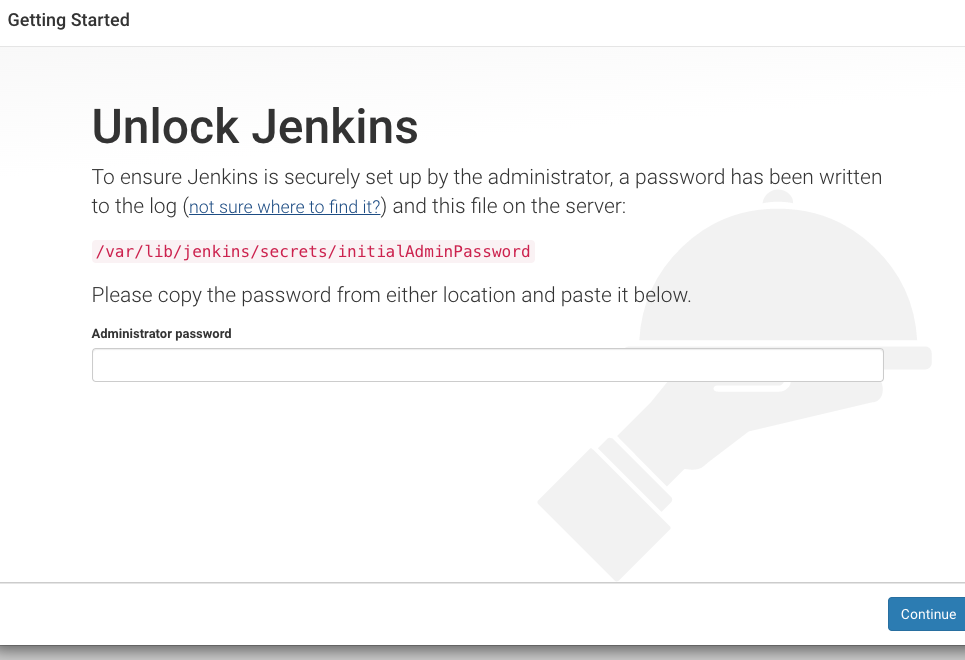 Getting Started
Unlock Jenkins
To ensure Jenkins is securely set up by the administrator, a password has been written
to the log (not sure where to find it?) and this file on the server:
/var/lib/jenkins/secrets/initialAdminPassword
Please copy the password from either location and paste it below.
Administrator password
Continue